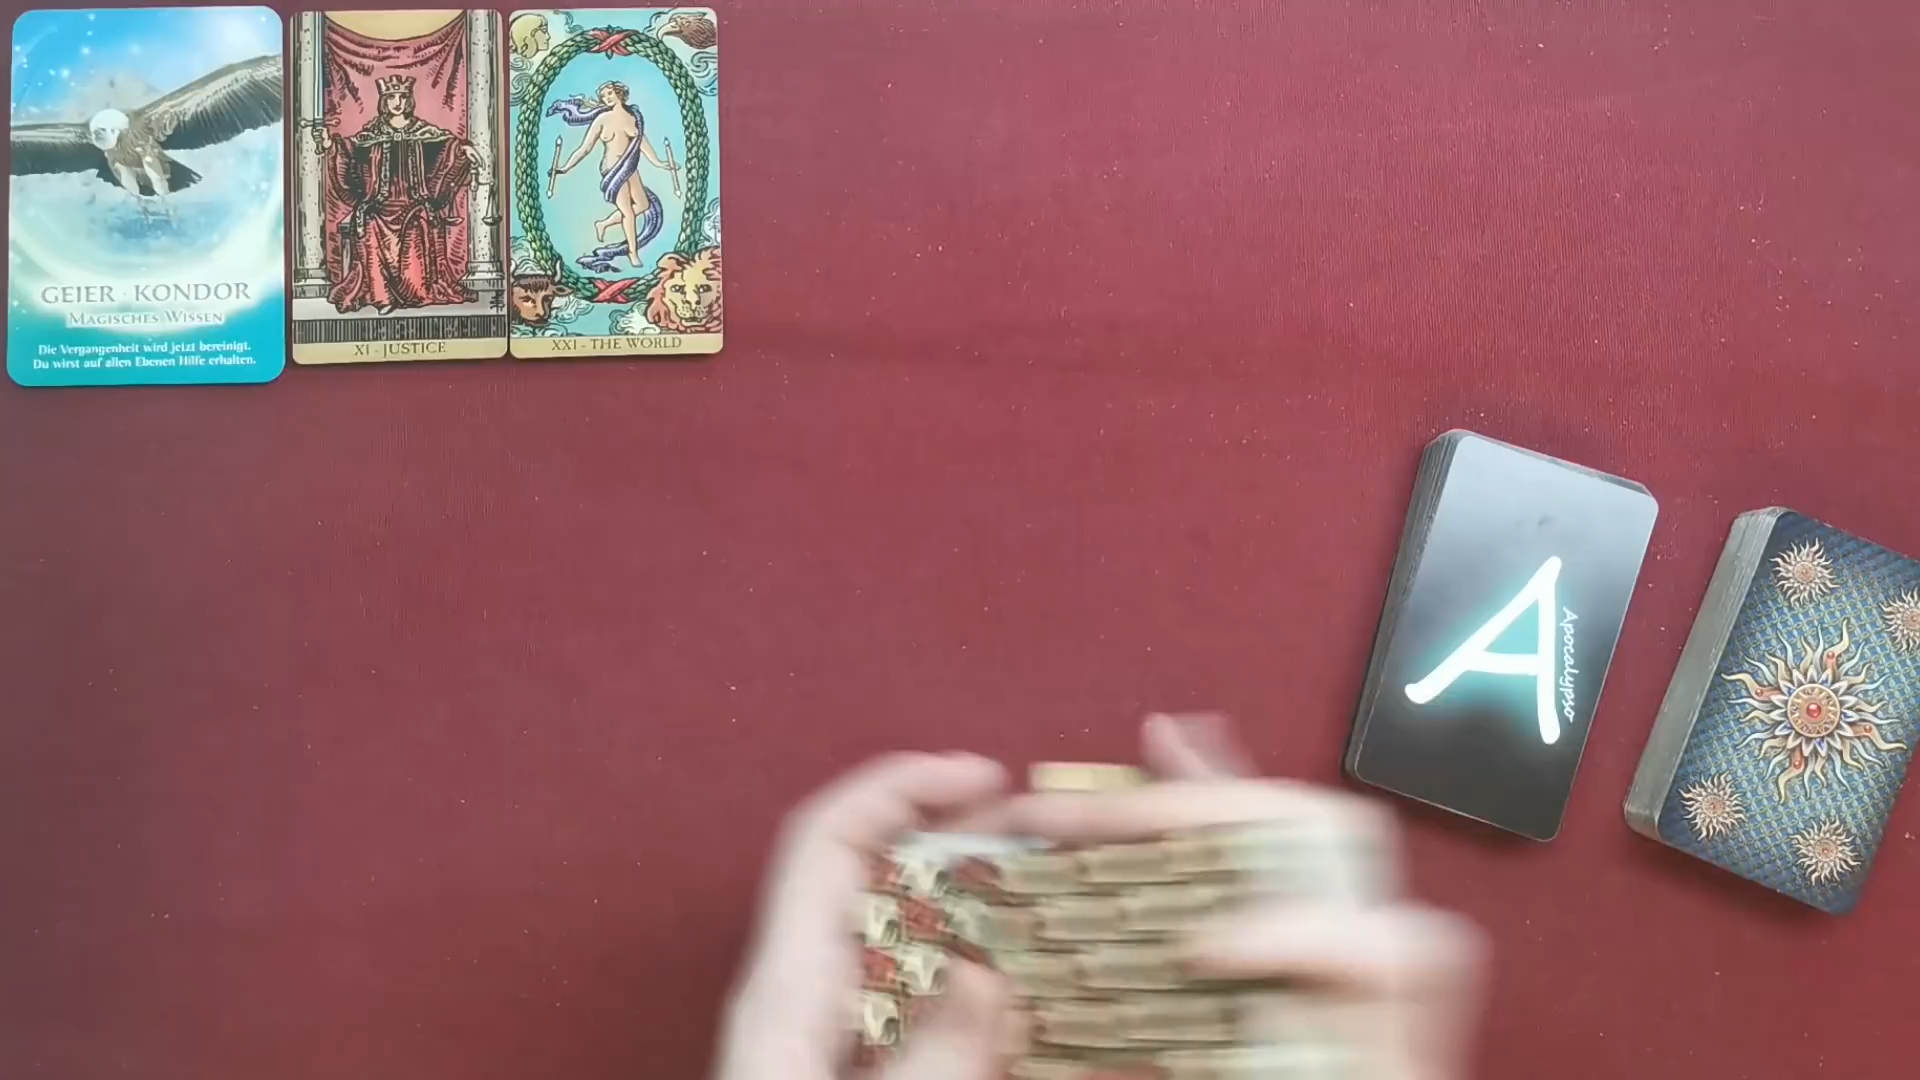 GEIER · KONDOR
MAGISCHES WISSEN
Die Vergangenheit wird jetzt bereinigt.
Du wirst auf allen Ebenen Hilfe erhalten.
XI - JUSTICE
XXI - THE WORLD
A
Apocalypso